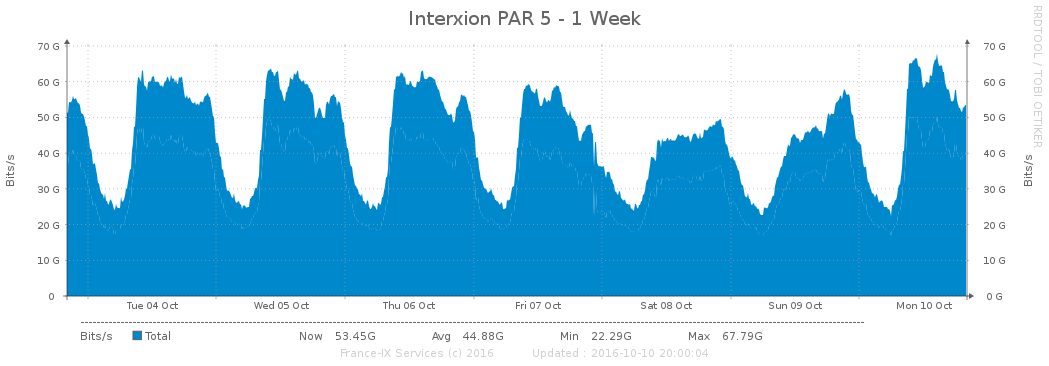 Interxion PAR 5 - 1 Week
RRDTOOL / TOBI OETIKER
Bits/s
70 G
60 G
50 G
40 G
30 G
20 G
10 G
0
70 G
60 G
50 G
40 G
30 G
20 G
10 G
0 G
Bits/s
Tue 04 Oct Wed 05 Oct Thu 06 Oct Fri 07 Oct Sat 08 Oct Sun 09 Oct Mon 10 Oct
Bits/s Total Now 53.45G Avg 44.88G Min 22.29G Max 67.79G
France-IX Services (c) 2016 Updated : 2016-10-10 20:00:04